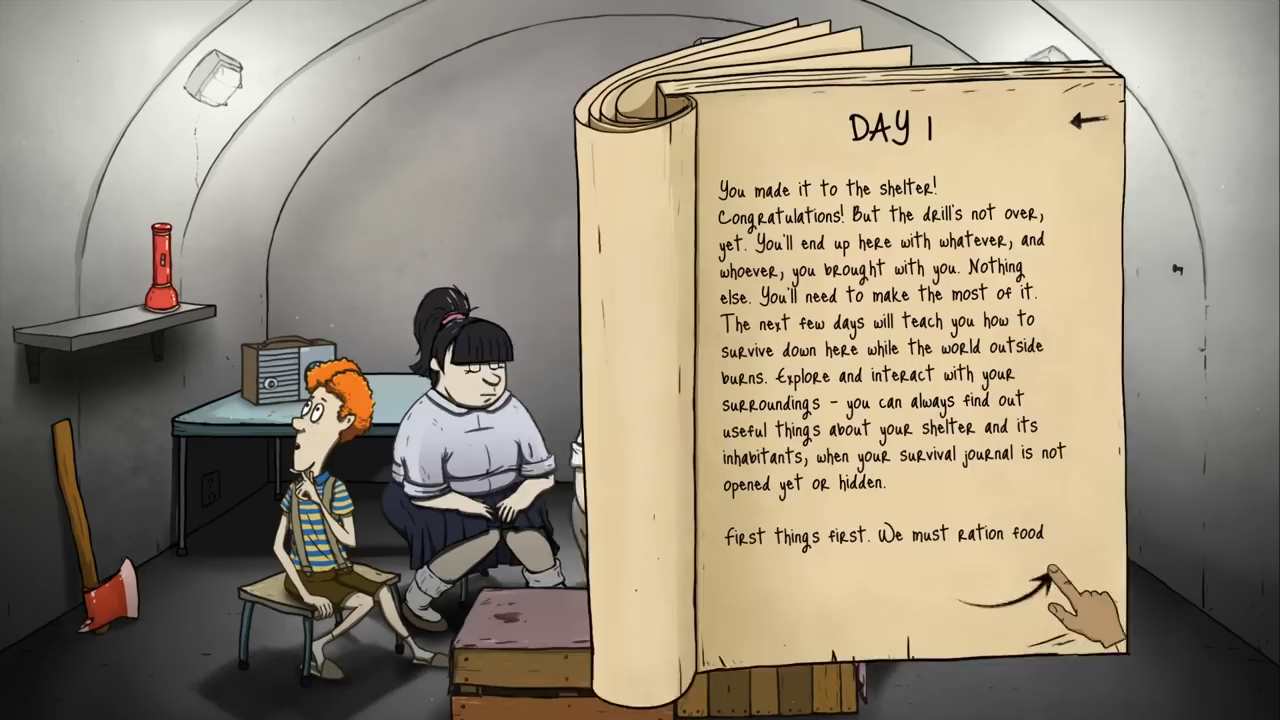 DAY 1
You made it to the shelter!
Congratulations! But the drill's not over,
yet. You'll end up here with whatever, and
whoever, you brought with you. Nothing
else. You'll need to make the most of it.
The next few days will teach you how to
survive down here while the world outside
burns. Explore and interact with your
surroundings - you can always find out
useful things about your shelter and its
inhabitants, when your survival journal is not
opened yet or hidden.
First things first. We must ration food